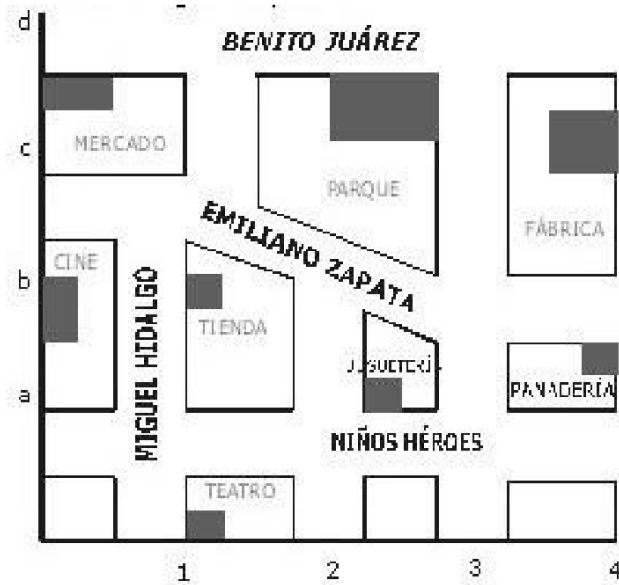 d
BENITO JUÁREZ
MERCADO
c
PARQUE
EMILIANO ZAPATA
FÁBRICA
CINE
b
MIGUEL HIDALGO
TIENDA
JUGUETERÍ
a
PANADERÍA
NIÑOS HÉROES
TEATRO
1
2
3
4